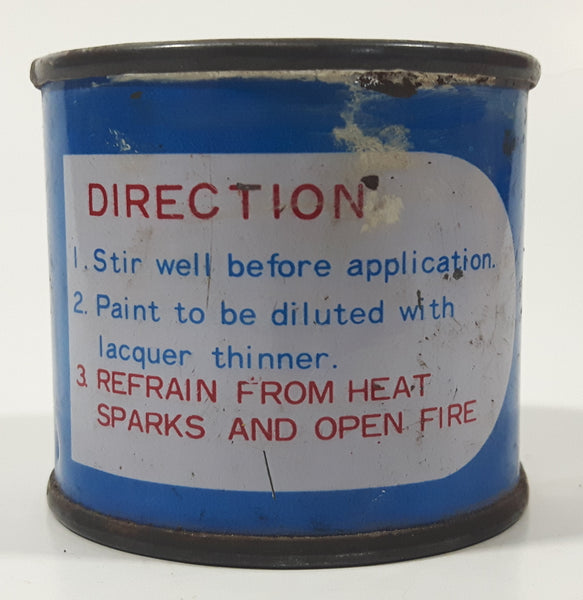 DIRECTION
1. Stir well before application.
2. Paint to be diluted with
lacquer thinner.
3. REFRAIN FROM HEAT
SPARKS AND OPEN FIRE